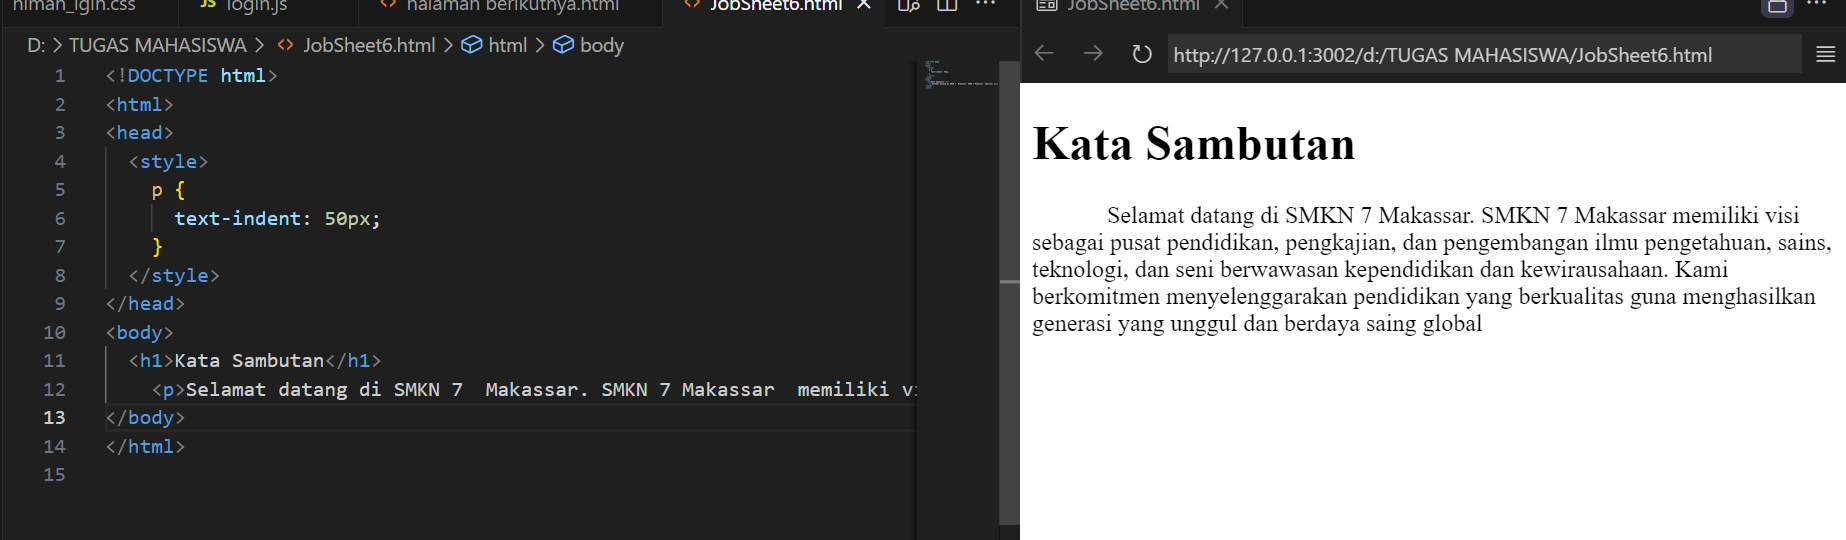 himan_lgin.css JS login.js <> halaman berikutnya.html <> JobSheet6.html
D: > TUGAS MAHASISWA > <> JobSheet6.html > html > body
1 <!DOCTYPE html>
2 <html>
3 <head>
4 <style>
5 p {
6 text-indent: 50px;
7 }
8 </style>
9 </head>
10 <body>
11 <h1>Kata Sambutan</h1>
12 <p>Selamat datang di SMKN 7  Makassar. SMKN 7 Makassar  memiliki vi
13 </body>
14 </html>
15
JobSheet6.html
http://127.0.0.1:3002/d:/TUGAS MAHASISWA/JobSheet6.html
Kata Sambutan
Selamat datang di SMKN 7 Makassar. SMKN 7 Makassar memiliki visi
sebagai pusat pendidikan, pengkajian, dan pengembangan ilmu pengetahuan, sains,
teknologi, dan seni berwawasan kependidikan dan kewirausahaan. Kami
berkomitmen menyelenggarakan pendidikan yang berkualitas guna menghasilkan
generasi yang unggul dan berdaya saing global